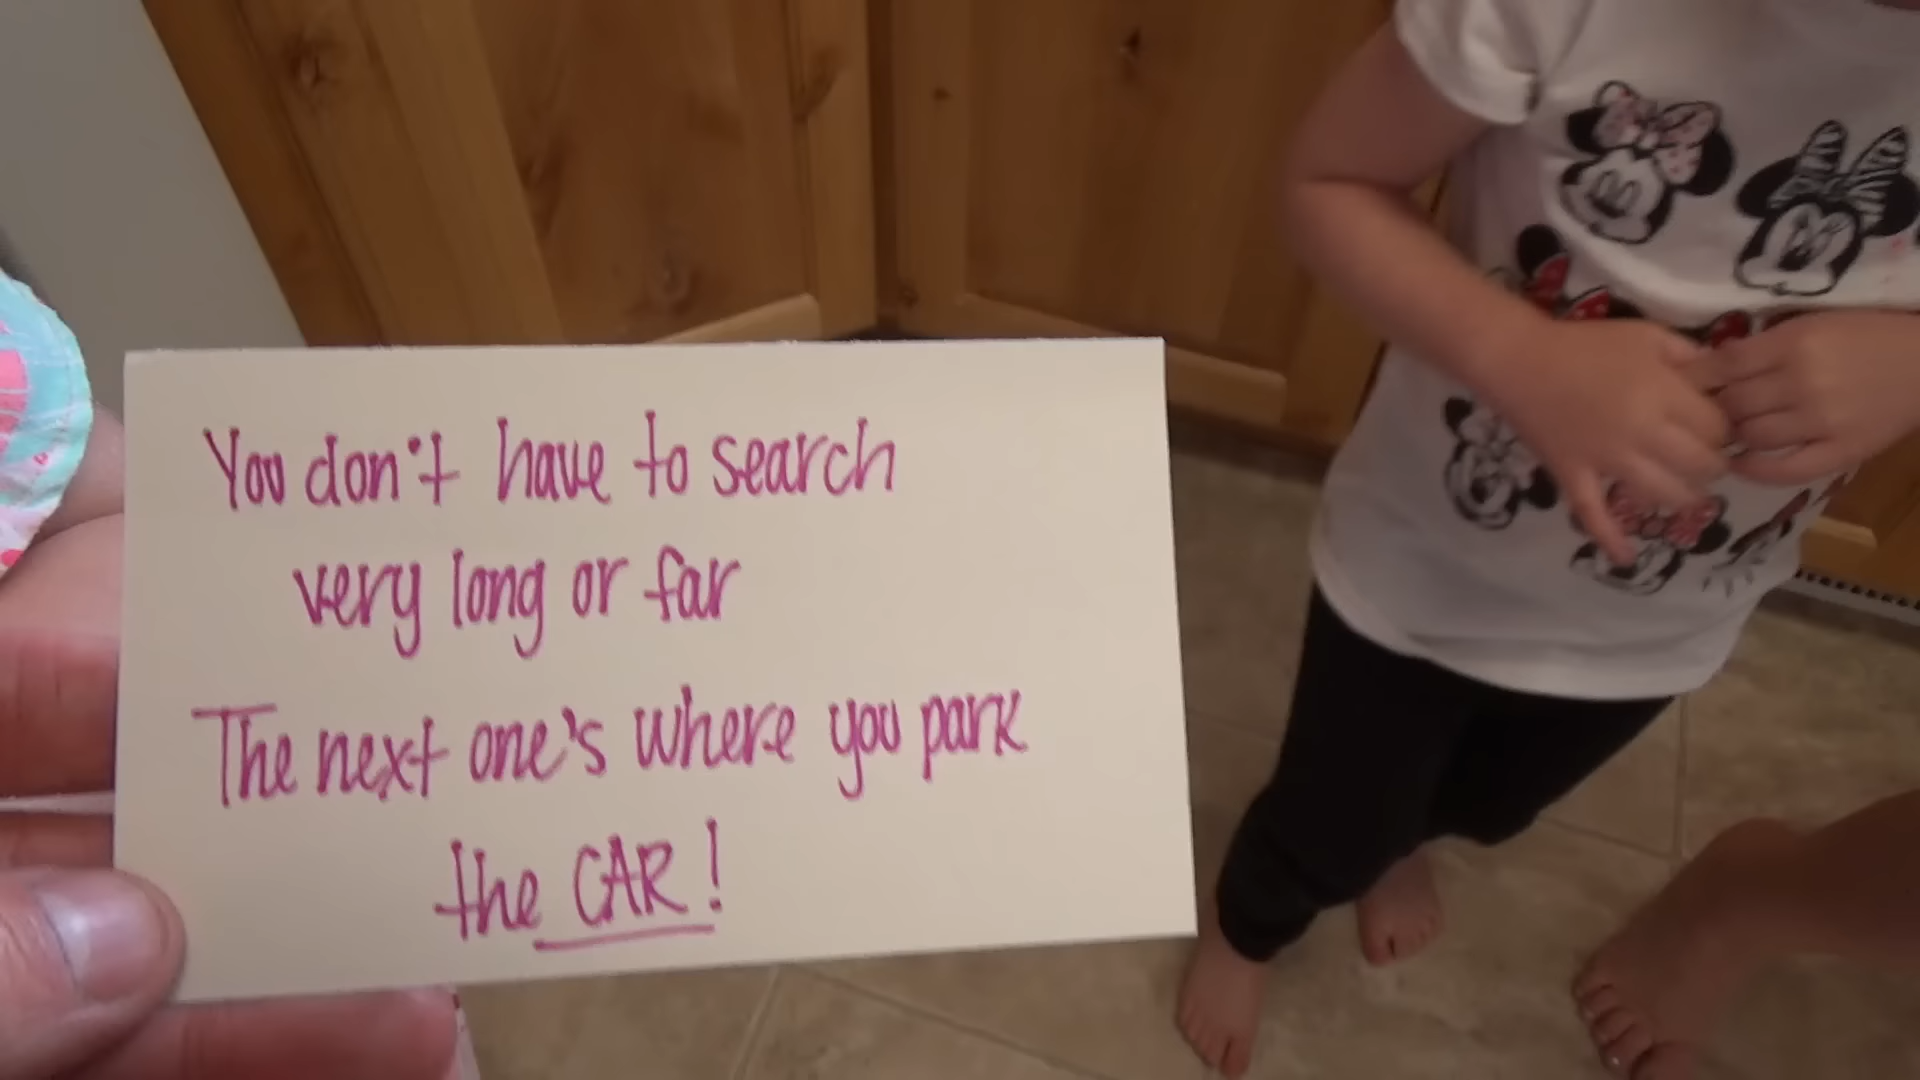 You don't have to search
very long or far
The next one's where you park
the CAR!